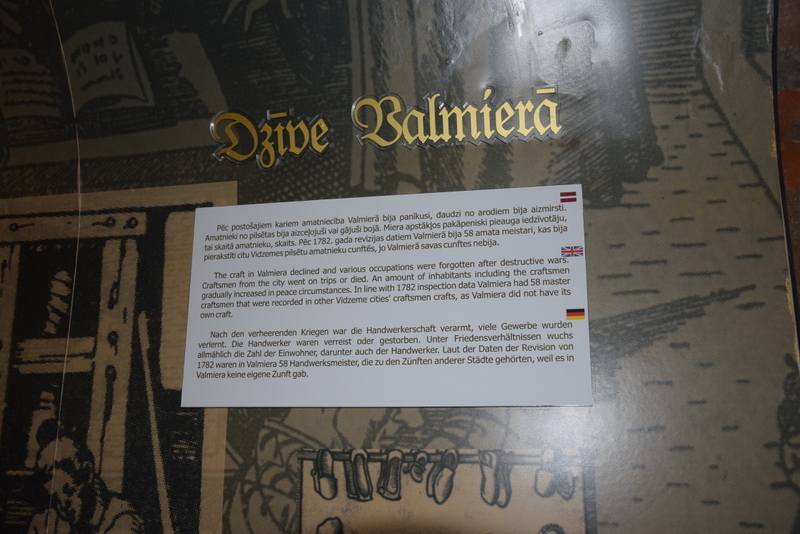 Dzīve Valmierā
Pēc postošajiem kariem amatniecība Valmierā bija panīkusi, daudzi no arodiem bija aizmirsti.
Amatnieki no pilsētas bija aizceļojuši vai gājuši bojā. Miera apstākļos pakāpeniski pieauga iedzīvotāju,
tai skaitā amatnieku, skaits. Pēc 1782. gada revīzijas datiem Valmierā bija 58 amata meistari, kas bija
pierakstīti citu Vidzemes pilsētu amatnieku cunftēs, jo Valmierā savas cunftes nebija.
The craft in Valmiera declined and various occupations were forgotten after destructive wars.
Craftsmen from the city went on trips or died. An amount of inhabitants including the craftsmen
gradually increased in peace circumstances. In line with 1782 inspection data Valmiera had 58 master
craftsmen that were recorded in other Vidzeme cities' craftsmen crafts, as Valmiera did not have its
own craft.
Nach den verheerenden Kriegen war die Handwerkerschaft verarmt, viele Gewerbe wurden
verlernt. Die Handwerker waren verreist oder gestorben. Unter Friedensverhältnissen wuchs
allmählich die Zahl der Einwohner, darunter auch der Handwerker. Laut der Daten der Revision von
1782 waren in Valmiera 58 Handwerksmeister, die zu den Zünften anderer Städte gehörten, weil es in
Valmiera keine eigene Zunft gab.